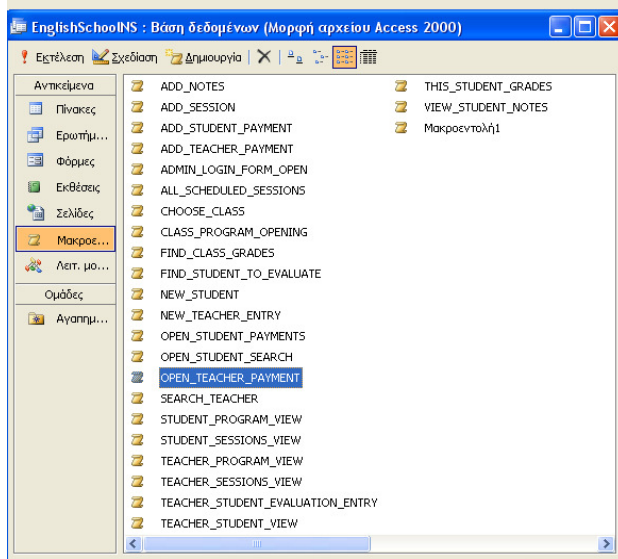 EnglishSchoolNS : Βάση δεδομένων (Μορφή αρχείου Access 2000)
Εκτέλεση Σχεδίαση Δημιουργία
Αντικείμενα
Πίνακες
Ερωτήμ...
Φόρμες
Εκθέσεις
Σελίδες
Μακροε...
Λειτ. μο...
Ομάδες
Αγαπημ...
ADD_NOTES
ADD_SESSION
ADD_STUDENT_PAYMENT
ADD_TEACHER_PAYMENT
ADMIN_LOGIN_FORM_OPEN
ALL_SCHEDULED_SESSIONS
CHOOSE_CLASS
CLASS_PROGRAM_OPENING
FIND_CLASS_GRADES
FIND_STUDENT_TO_EVALUATE
NEW_STUDENT
NEW_TEACHER_ENTRY
OPEN_STUDENT_PAYMENTS
OPEN_STUDENT_SEARCH
OPEN_TEACHER_PAYMENT
SEARCH_TEACHER
STUDENT_PROGRAM_VIEW
STUDENT_SESSIONS_VIEW
TEACHER_PROGRAM_VIEW
TEACHER_SESSIONS_VIEW
TEACHER_STUDENT_EVALUATION_ENTRY
TEACHER_STUDENT_VIEW
THIS_STUDENT_GRADES
VIEW_STUDENT_NOTES
Μακροεντολή1